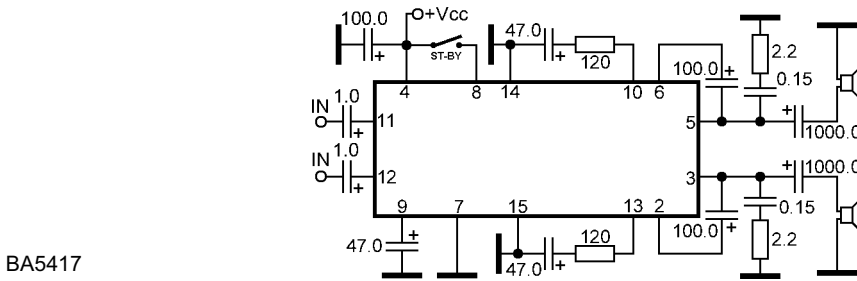 100.0 +Vcc 47.0
ST-BY 120 2.2
100.0 0.15
4 8 14 10 6
IN 1.0 11 5 1000.0
IN 1.0 12 3 1000.0
9 7 15 13 2 0.15
47.0 120 100.0 2.2
47.0
BA5417